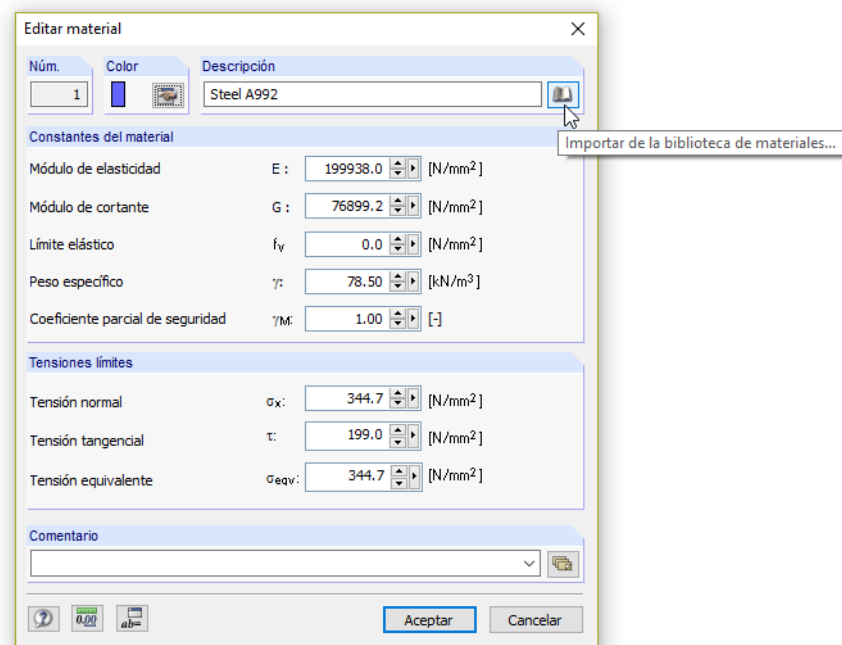 Editar material
Núm. Color Descripción
1 Steel A992
Constantes del material
Importar de la biblioteca de materiales...
Módulo de elasticidad E : 199938.0 [N/mm²]
Módulo de cortante G : 76899.2 [N/mm²]
Límite elástico fy 0.0 [N/mm²]
Peso específico γ: 78.50 [kN/m³]
Coeficiente parcial de seguridad γM: 1.00 [-]
Tensiones límites
Tensión normal σx: 344.7 [N/mm²]
Tensión tangencial τ: 199.0 [N/mm²]
Tensión equivalente σeqv: 344.7 [N/mm²]
Comentario
0.00 ab= Aceptar Cancelar